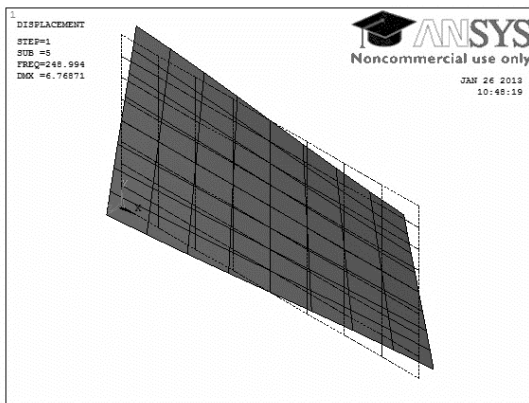 1
DISPLACEMENT
STEP=1
SUB =5
FREQ=248.994
DMX =6.76871
ANSYS
Noncommercial use only
JAN 26 2013
10:48:19
X